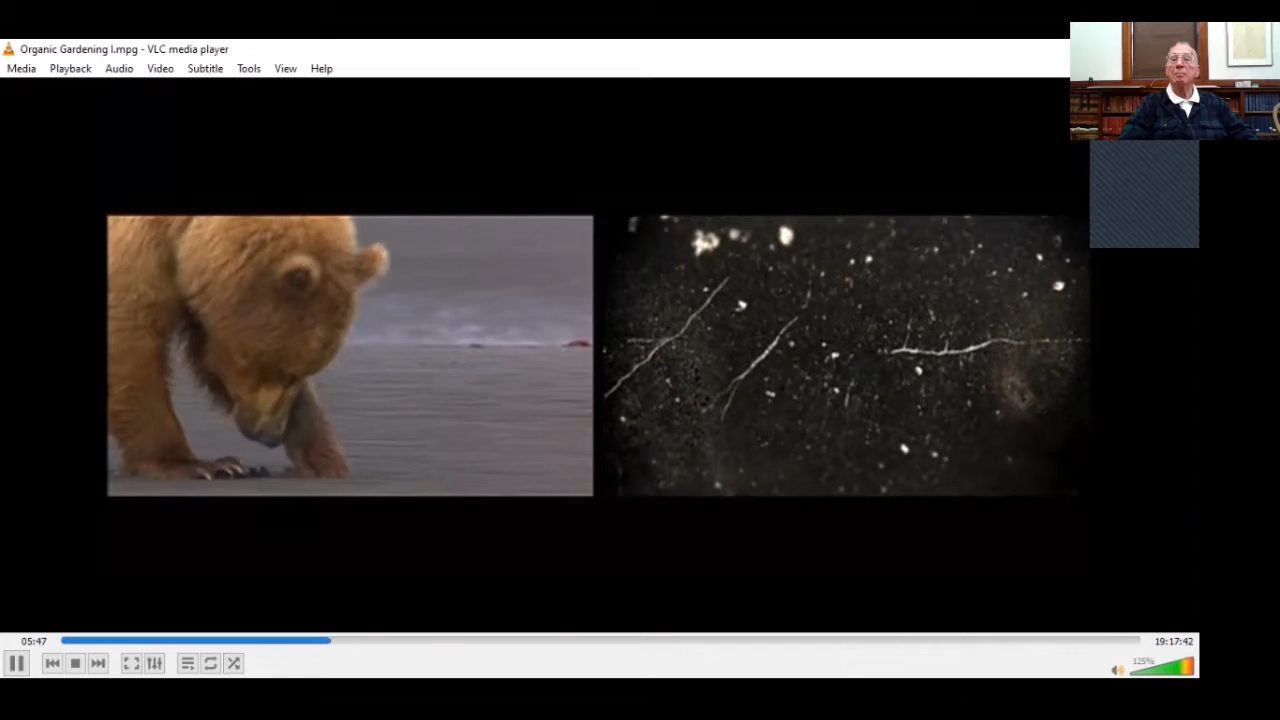 Organic Gardening I.mpg - VLC media player
Media Playback Audio Video Subtitle Tools View Help
05:47
19:17:42
125%